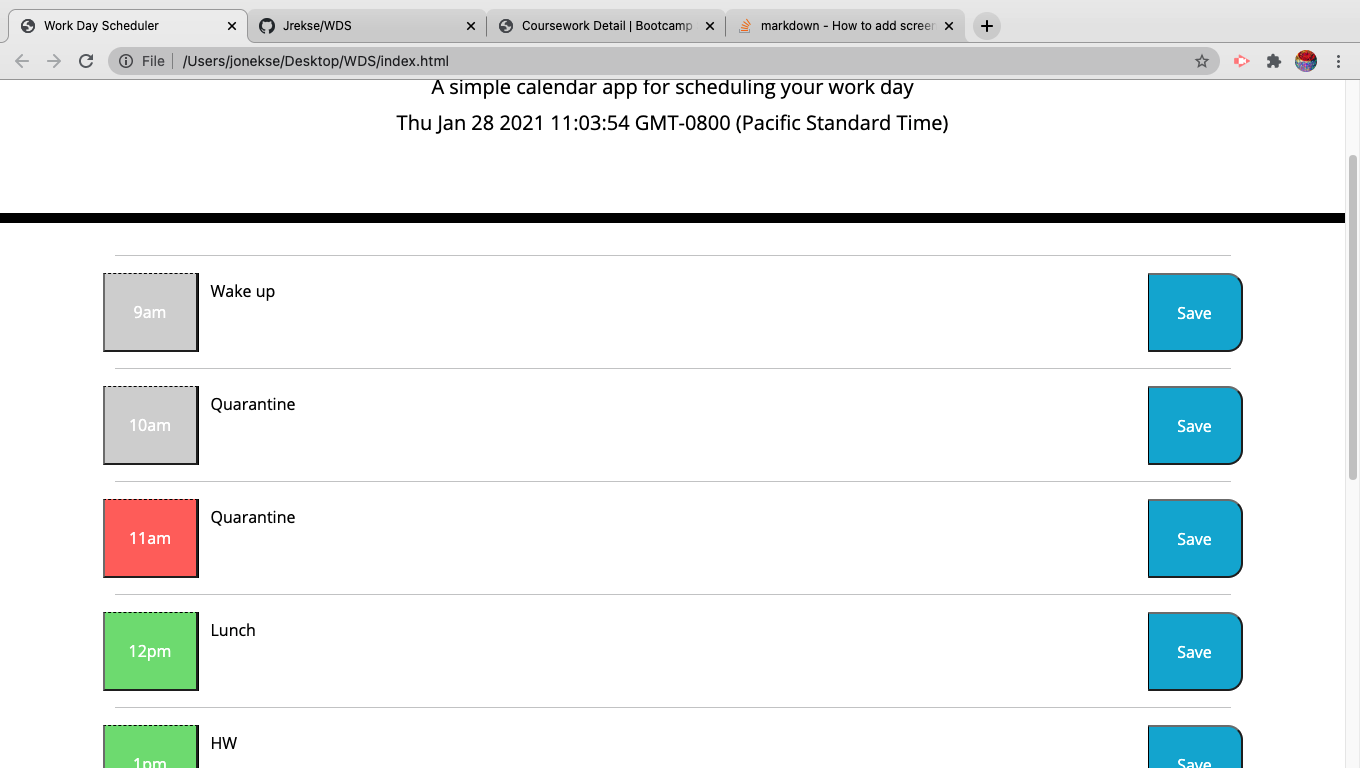 Work Day Scheduler
Jrekse/WDS
Coursework Detail | Bootcamp
markdown - How to add screen
File
/Users/jonekse/Desktop/WDS/index.html
A simple calendar app for scheduling your work day
Thu Jan 28 2021 11:03:54 GMT-0800 (Pacific Standard Time)
9am
Wake up
Save
10am
Quarantine
Save
11am
Quarantine
Save
12pm
Lunch
Save
1pm
HW
Save